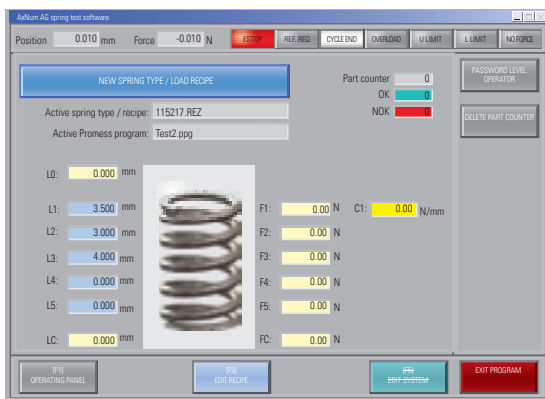 AxNum AG spring test software
Position 0.010 mm Force -0.010 N ESTOP REF REQ CYCLE END OVERLOAD U LIMIT L LIMIT NO FORCE
NEW SPRING TYPE / LOAD RECIPE
Part counter 0
OK 0
NOK 0
PASSWORD LEVEL
OPERATOR
DELETE PART COUNTER
Active spring type / recipe: 115217.REZ
Active Promess program: Test2.ppg
L0: 0.000 mm
L1: 3.500 mm F1: 0.00 N C1: 0.00 N/mm
L2: 3.000 mm F2: 0.00 N
L3: 4.000 mm F3: 0.00 N
L4: 0.000 mm F4: 0.00 N
L5: 0.000 mm F5: 0.00 N
LC: 0.000 mm FC: 0.00 N
[F1]
OPERATING PANEL
[F3]
EDIT RECIPE
[F5]
EDIT SYSTEM
EXIT PROGRAM